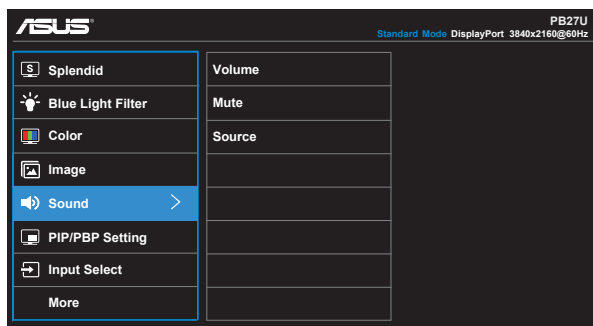 ASUS
PB27U
Standard Mode DisplayPort 3840x2160@60Hz
S Splendid
Blue Light Filter
Color
Image
Sound
PIP/PBP Setting
Input Select
More
Volume
Mute
Source